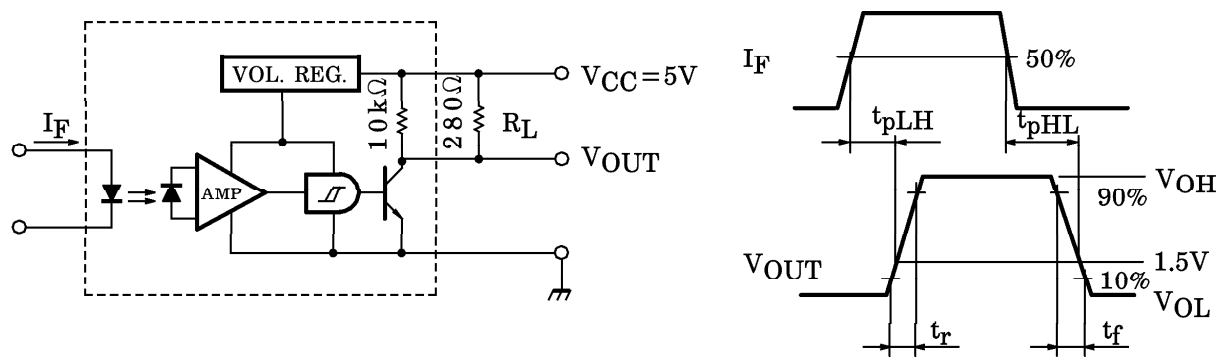 VOL. REG.
10kΩ
280Ω
RL
VCC=5V
IF
VOUT
AMP
IF
50%
tpLH
tpHL
VOH
90%
VOUT
1.5V
10%
VOL
tr
tf